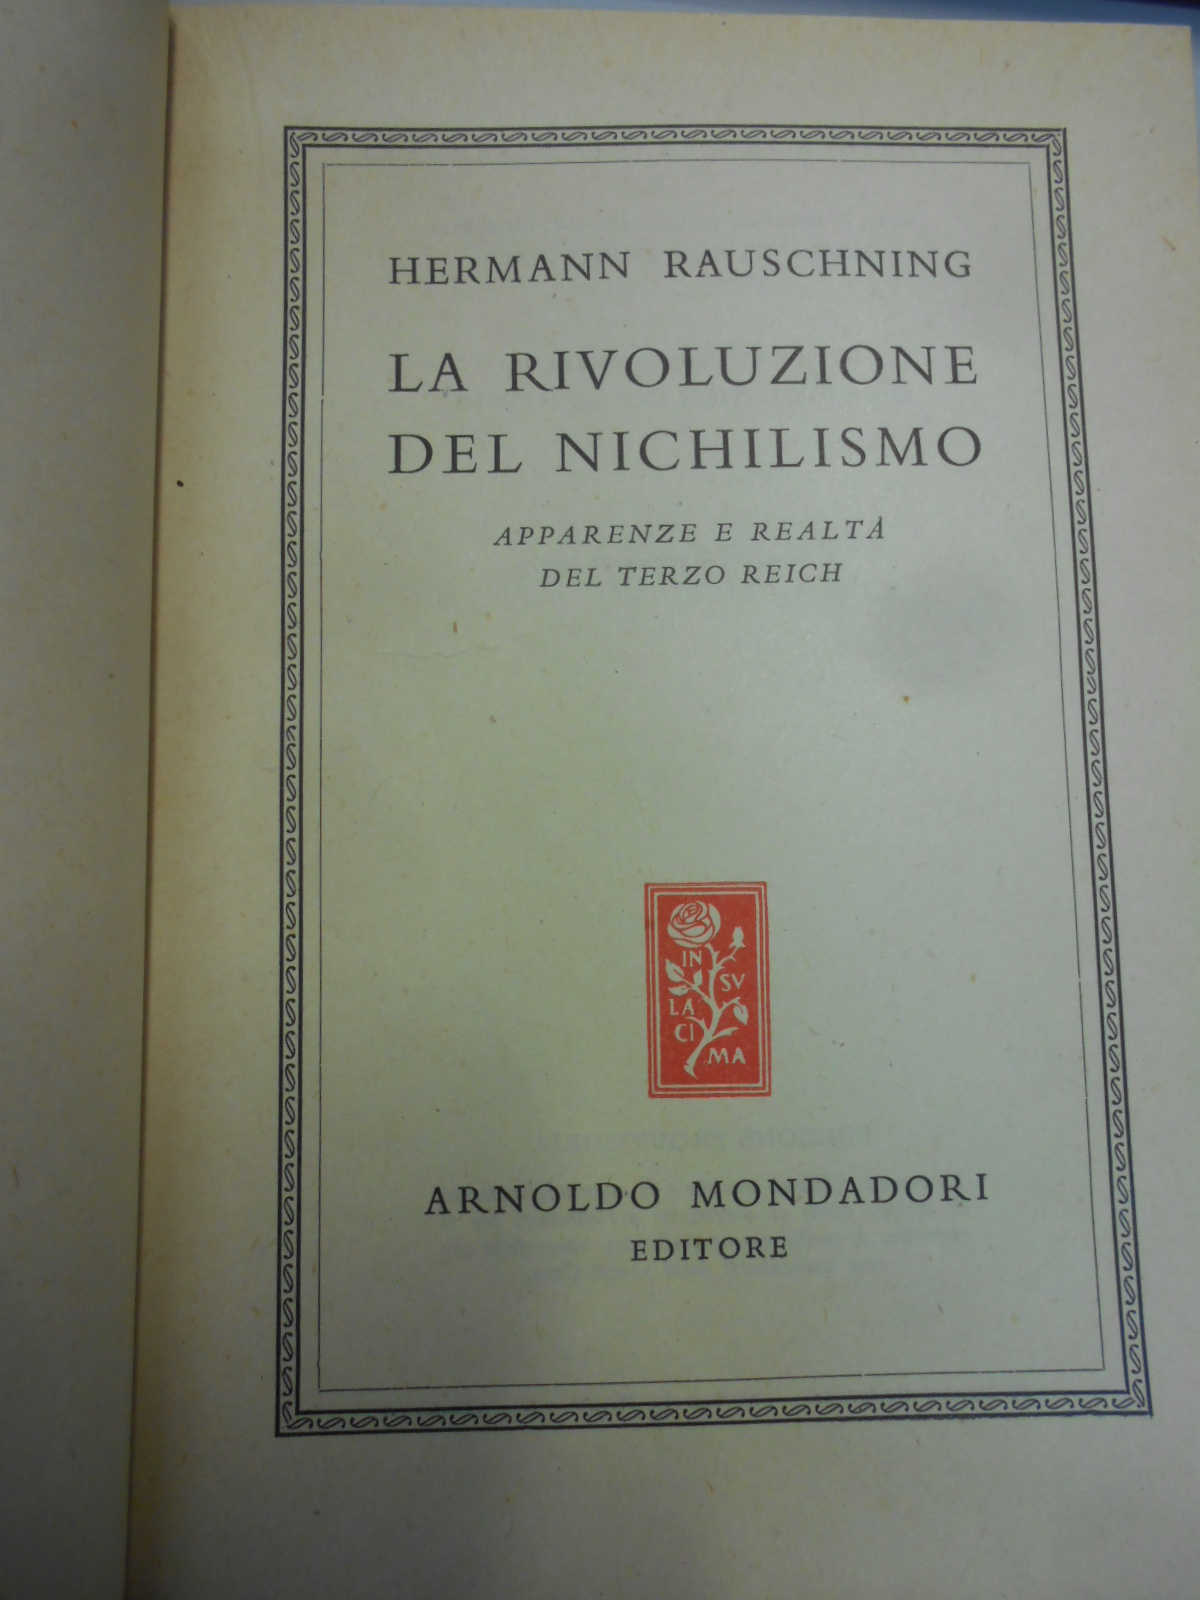 HERMANN RAUSCHNING
LA RIVOLUZIONE
DEL NICHILISMO
APPARENZE E REALTÀ
DEL TERZO REICH
IN
SV
LA
CI
MA
ARNOLDO MONDADORI
EDITORE